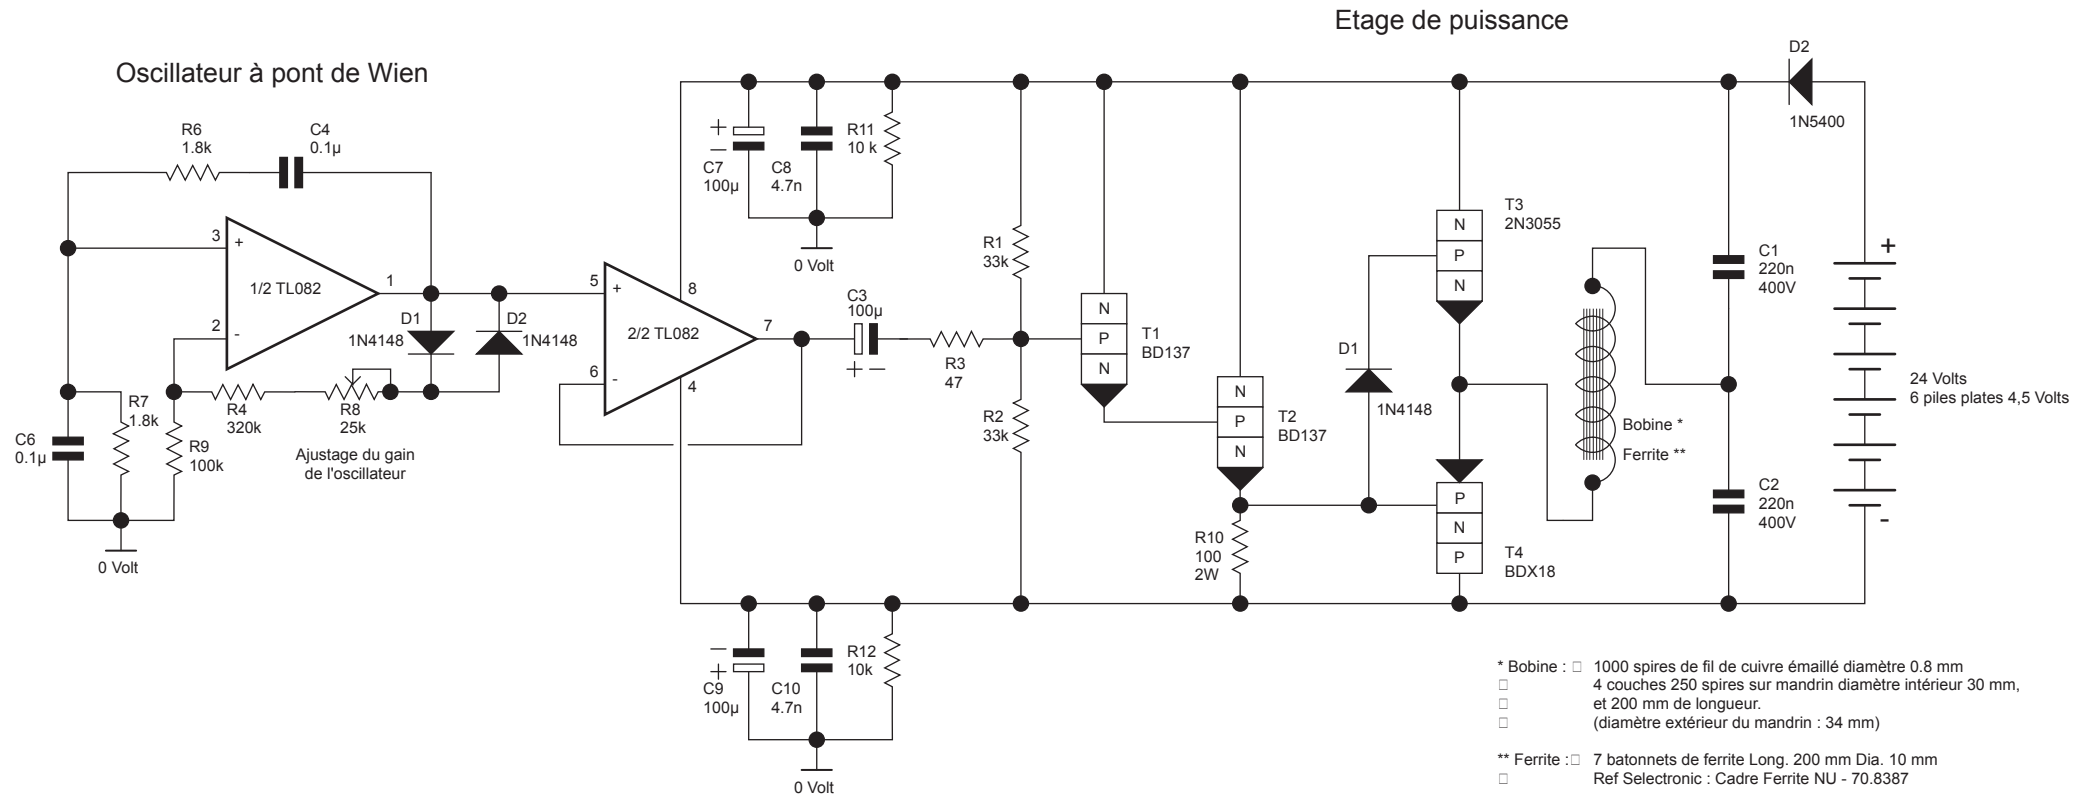 Etage de puissance
Oscillateur à pont de Wien
R6
1.8k
C4
0.1µ
3
+
1/2 TL082
1
2
-
D1
1N4148
D2
1N4148
R4
320k
R8
25k
Ajustage du gain
de l'oscillateur
C6
0.1µ
R7
1.8k
R9
100k
0 Volt
5
+
8
2/2 TL082
7
6
-
4
+
−
C7
100µ
C8
4.7n
R11
10 k
0 Volt
C3
100µ
+ −
R3
47
R1
33k
R2
33k
N
P
N
T1
BD137
N
P
N
T2
BD137
R10
100
2W
D1
1N4148
N
P
N
T3
2N3055
P
N
P
T4
BDX18
Bobine *
Ferrite **
C1
220n
400V
C2
220n
400V
D2
1N5400
+
24 Volts
6 piles plates 4,5 Volts
-
−
+
C9
100µ
C10
4.7n
R12
10k
0 Volt
* Bobine : □ 1000 spires de fil de cuivre émaillé diamètre 0.8 mm
□ 4 couches 250 spires sur mandrin diamètre intérieur 30 mm,
□ et 200 mm de longueur.
□ (diamètre extérieur du mandrin : 34 mm)
** Ferrite : □ 7 batonnets de ferrite Long. 200 mm Dia. 10 mm
□ Ref Selectronic : Cadre Ferrite NU - 70.8387